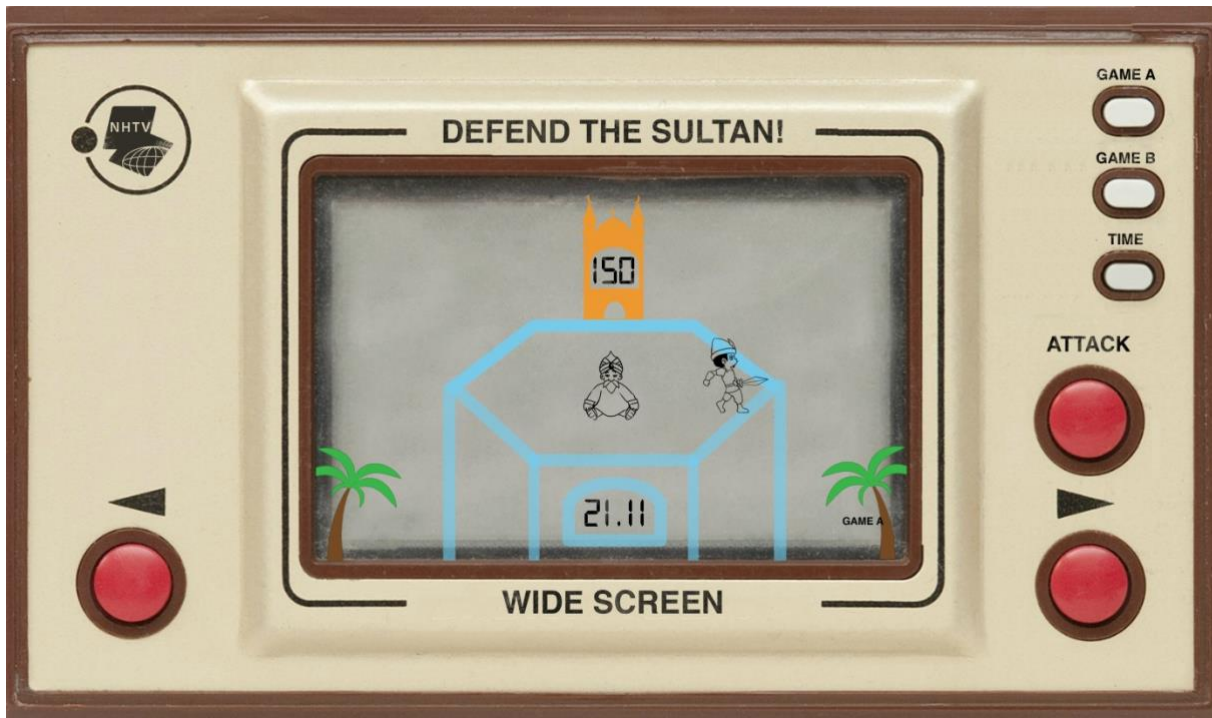 GAME A
NHTV
DEFEND THE SULTAN!
GAME B
TIME
150
ATTACK
21.11
GAME A
WIDE SCREEN